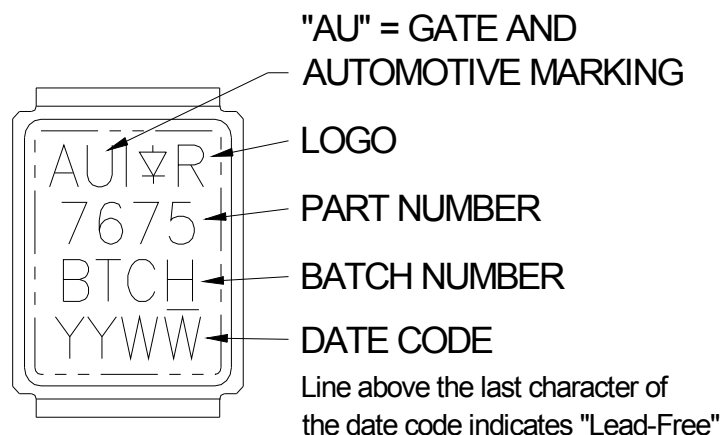 "AU" = GATE AND
AUTOMOTIVE MARKING
LOGO
PART NUMBER
BATCH NUMBER
DATE CODE
Line above the last character of
the date code indicates "Lead-Free"
AUI R
7675
BTCH
YYWW̅